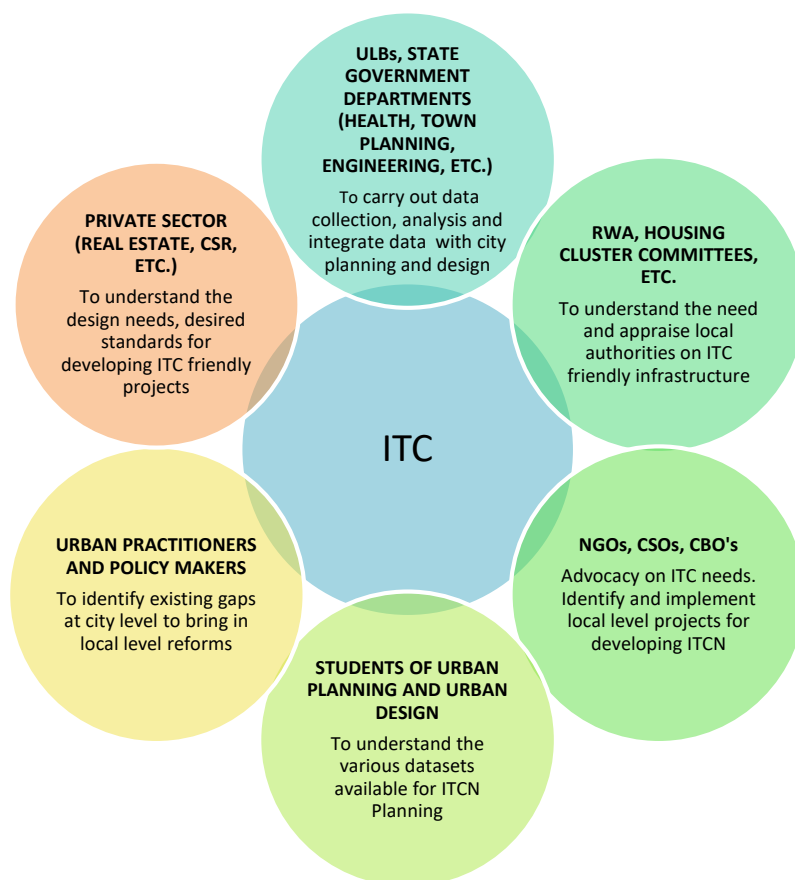 ULBs, STATE
GOVERNMENT
DEPARTMENTS
(HEALTH, TOWN
PLANNING,
ENGINEERING, ETC.)
To carry out data
collection, analysis and
integrate data with city
planning and design
RWA, HOUSING
CLUSTER COMMITTEES,
ETC.
To understand the need
and appraise local
authorities on ITC
friendly infrastructure
NGOs, CSOs, CBO's
Advocacy on ITC needs.
Identify and implement
local level projects for
developing ITCN
STUDENTS OF URBAN
PLANNING AND URBAN
DESIGN
To understand the
various datasets
available for ITCN
Planning
URBAN PRACTITIONERS
AND POLICY MAKERS
To identify existing gaps
at city level to bring in
local level reforms
PRIVATE SECTOR
(REAL ESTATE, CSR,
ETC.)
To understand the
design needs, desired
standards for
developing ITC friendly
projects
ITC